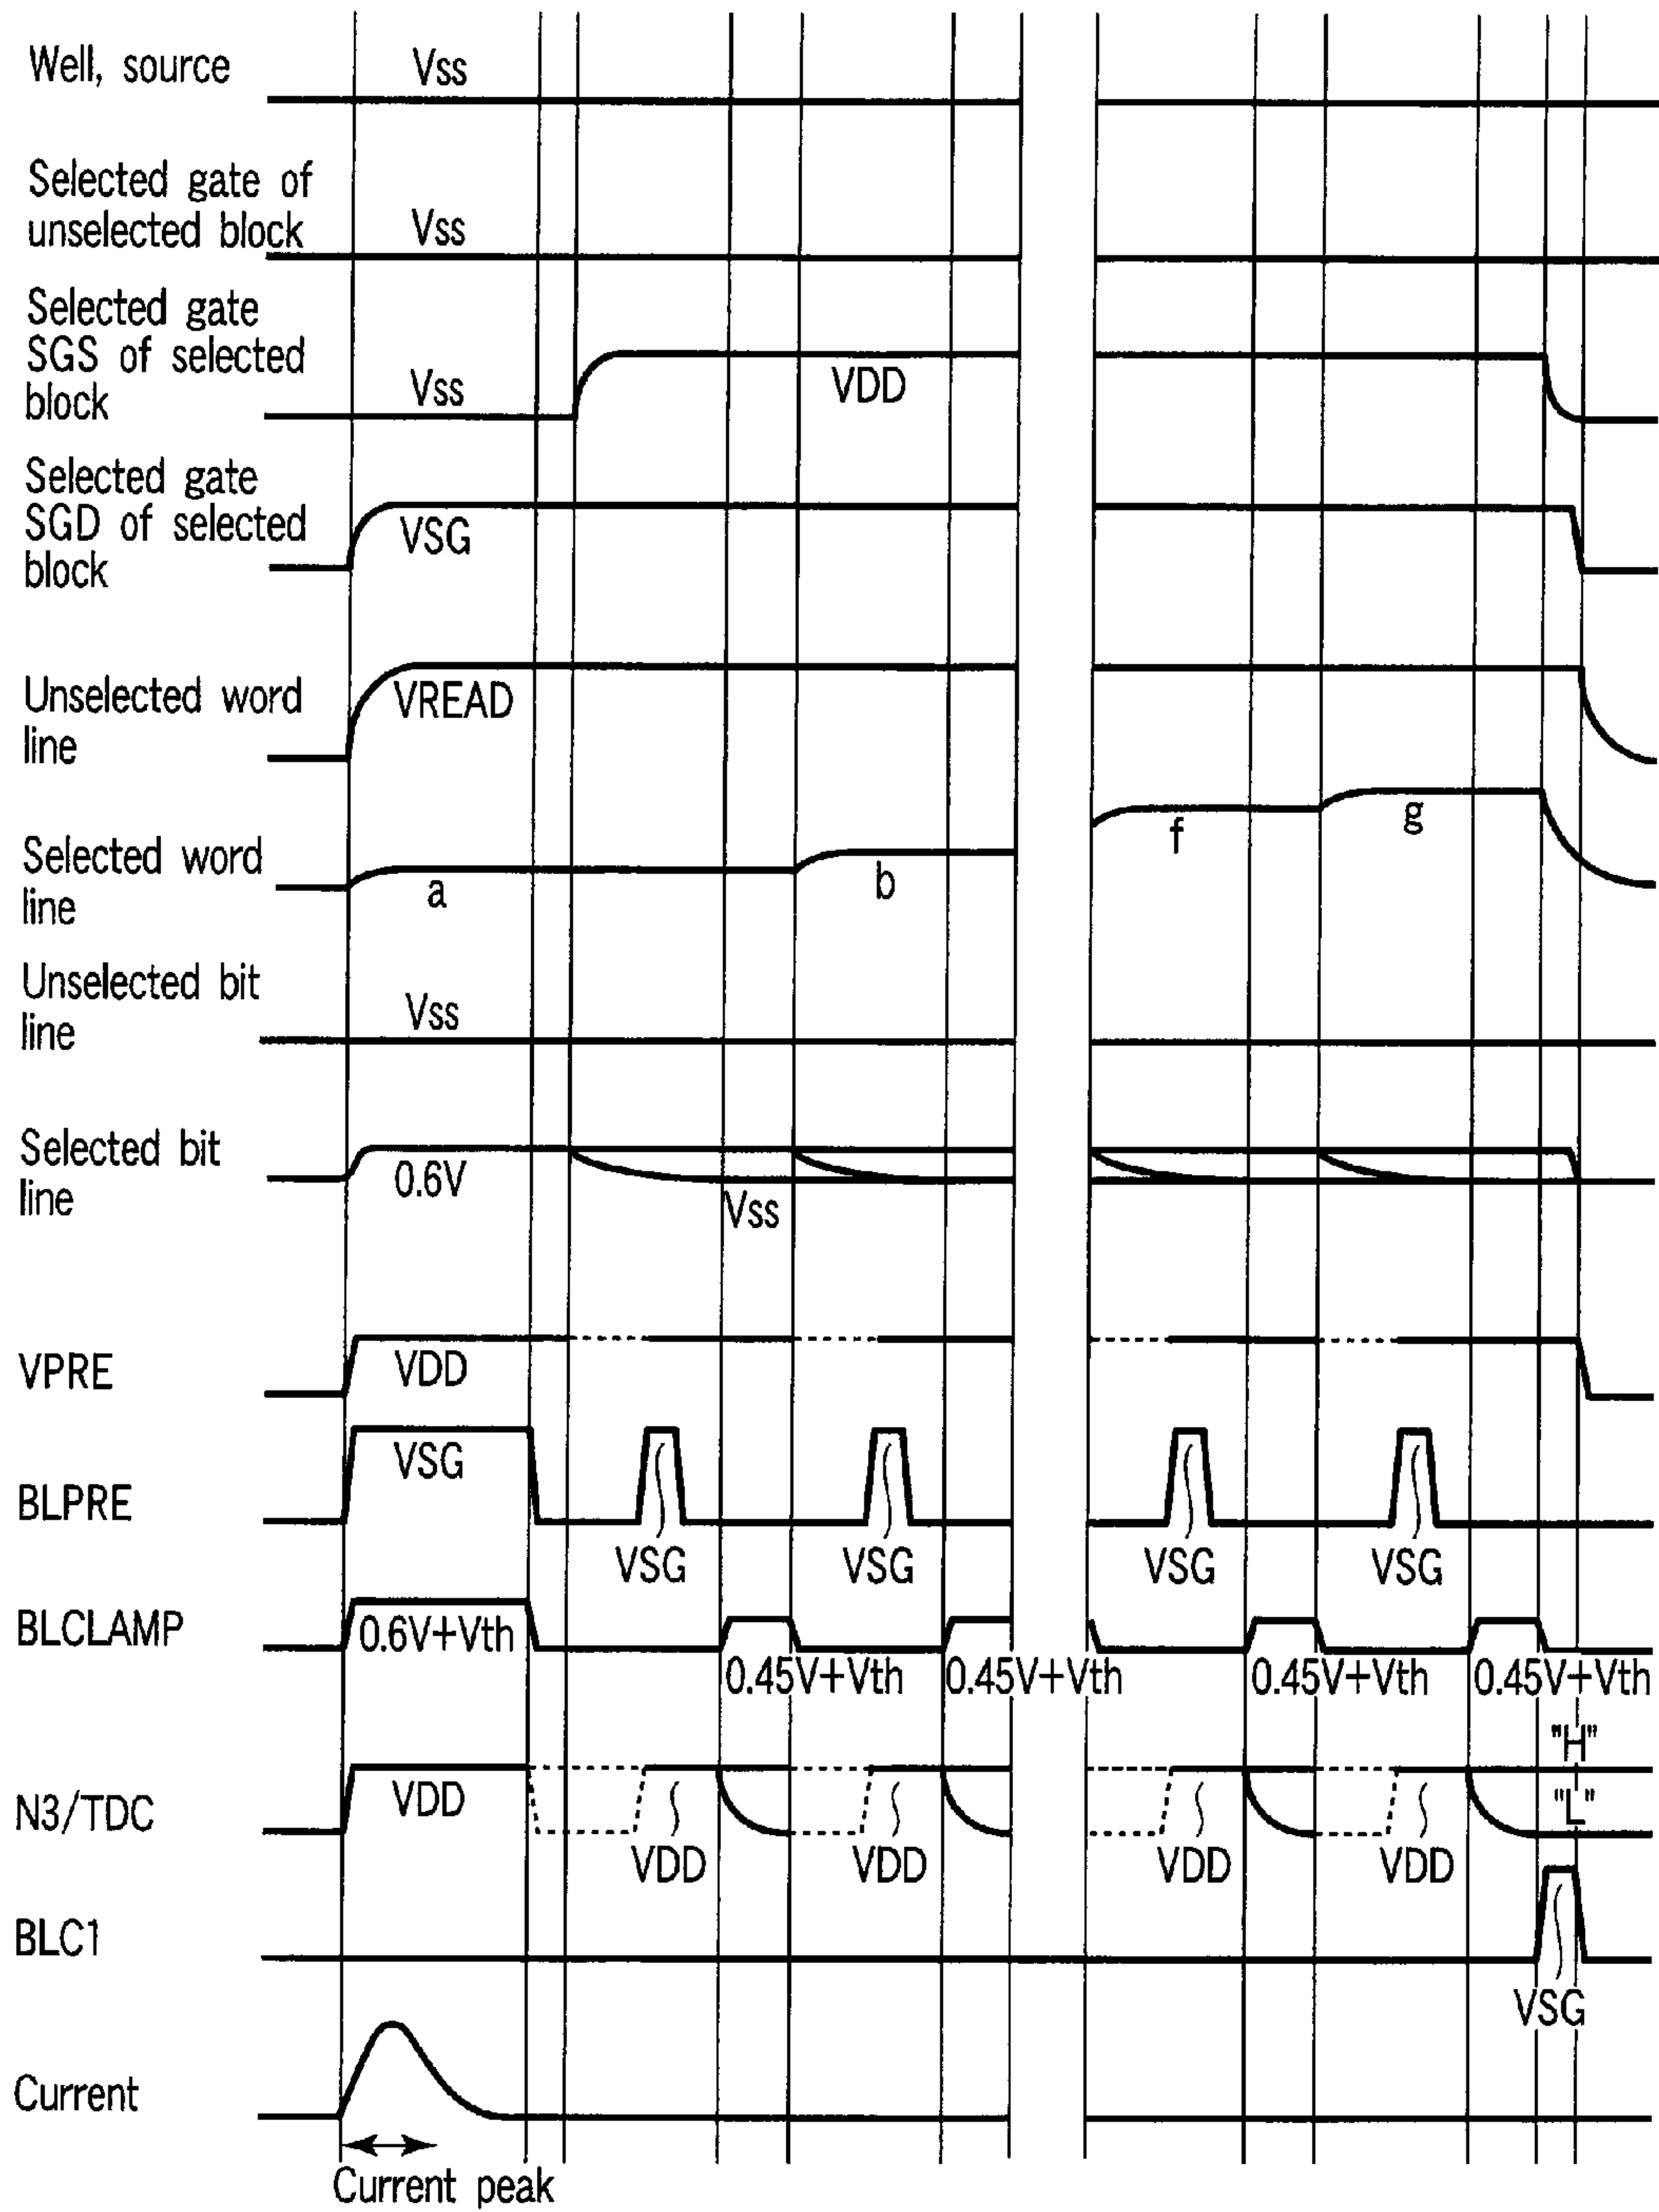 Well, source
Vss
Selected gate of
unselected block
Vss
Selected gate
SGS of selected
block
Vss
VDD
Selected gate
SGD of selected
block
VSG
Unselected word
line
VREAD
Selected word
line
a
b
f
g
Unselected bit
line
Vss
Selected bit
line
0.6V
Vss
VPRE
VDD
BLPRE
VSG
VSG
VSG
VSG
VSG
BLCLAMP
0.6V+Vth
0.45V+Vth
0.45V+Vth
0.45V+Vth
0.45V+Vth
N3/TDC
VDD
VDD
VDD
VDD
VDD
"H"
"L"
BLC1
VSG
Current
Current peak